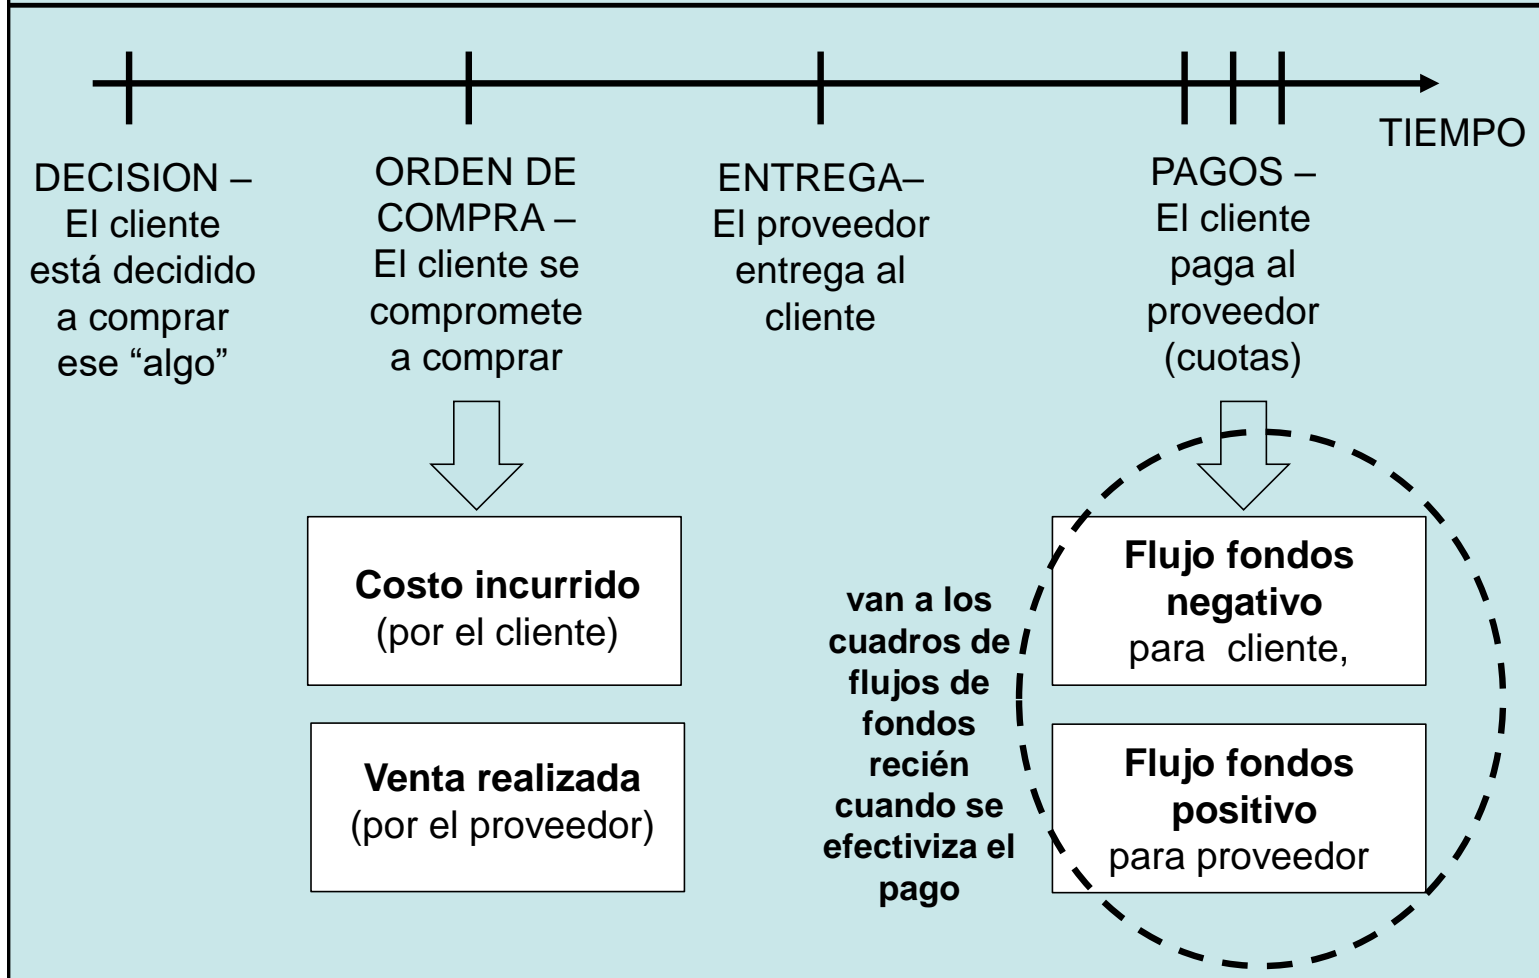 TIEMPO
DECISION –
El cliente
está decidido
a comprar
ese “algo”
ORDEN DE
COMPRA –
El cliente se
compromete
a comprar
ENTREGA–
El proveedor
entrega al
cliente
PAGOS –
El cliente
paga al
proveedor
(cuotas)
Costo incurrido
(por el cliente)
Venta realizada
(por el proveedor)
van a los
cuadros de
flujos de
fondos
recién
cuando se
efectiviza el
pago
Flujo fondos
negativo
para cliente,
Flujo fondos
positivo
para proveedor